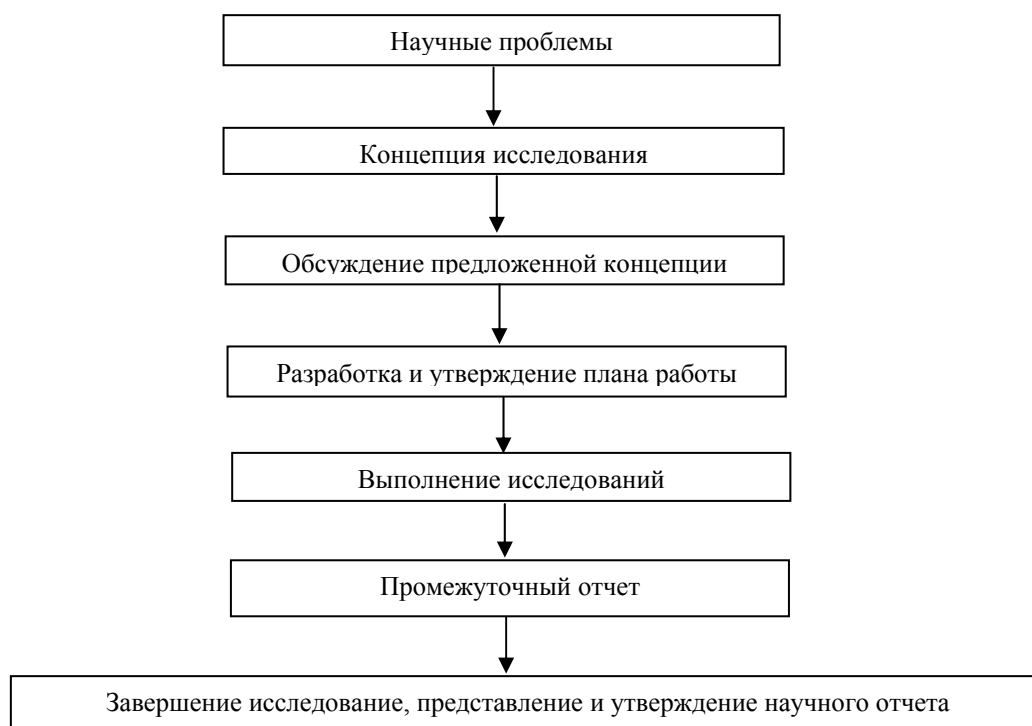 Научные проблемы
Концепция исследования
Обсуждение предложенной концепции
Разработка и утверждение плана работы
Выполнение исследований
Промежуточный отчет
Завершение исследование, представление и утверждение научного отчета